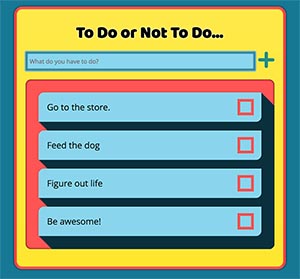 To Do or Not To Do...
What do you have to do?
Go to the store.
Feed the dog
Figure out life
Be awesome!